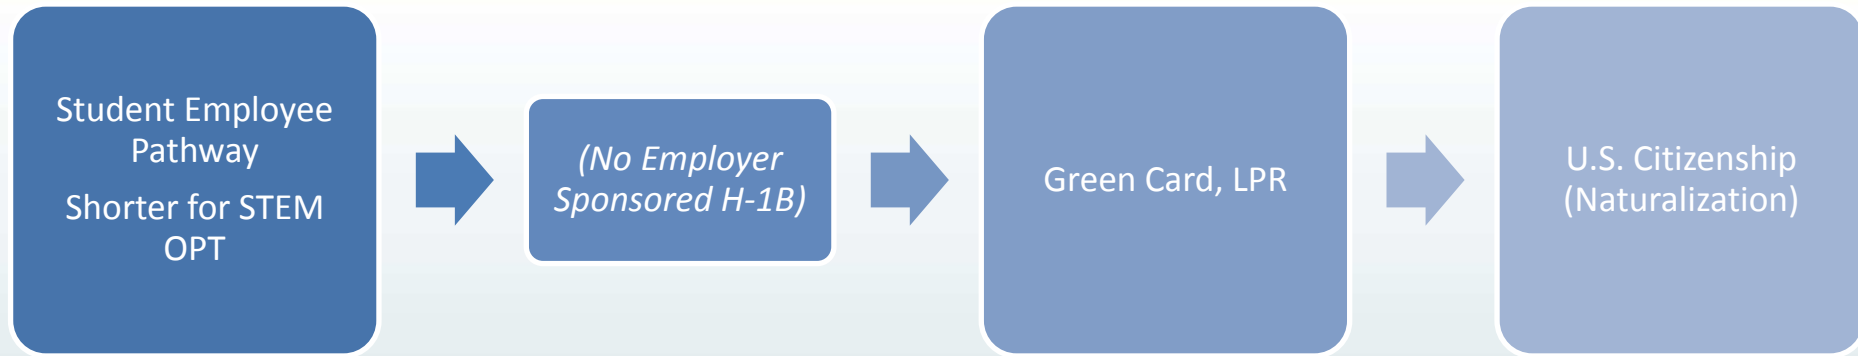 Student Employee
Pathway
Shorter for STEM
OPT
(No Employer
Sponsored H-1B)
Green Card, LPR
U.S. Citizenship
(Naturalization)